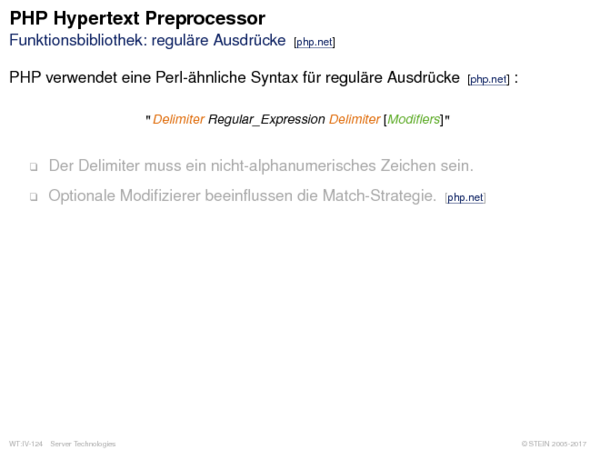 PHP Hypertext Preprocessor
Funktionsbibliothek: reguläre Ausdrücke [php.net]
PHP verwendet eine Perl-ähnliche Syntax für reguläre Ausdrücke [php.net] :
"Delimiter Regular_Expression Delimiter [Modifiers]"
❑ Der Delimiter muss ein nicht-alphanumerisches Zeichen sein.
❑ Optionale Modifizierer beeinflussen die Match-Strategie. [php.net]
WT:IV-124 Server Technologies © STEIN 2005-2017